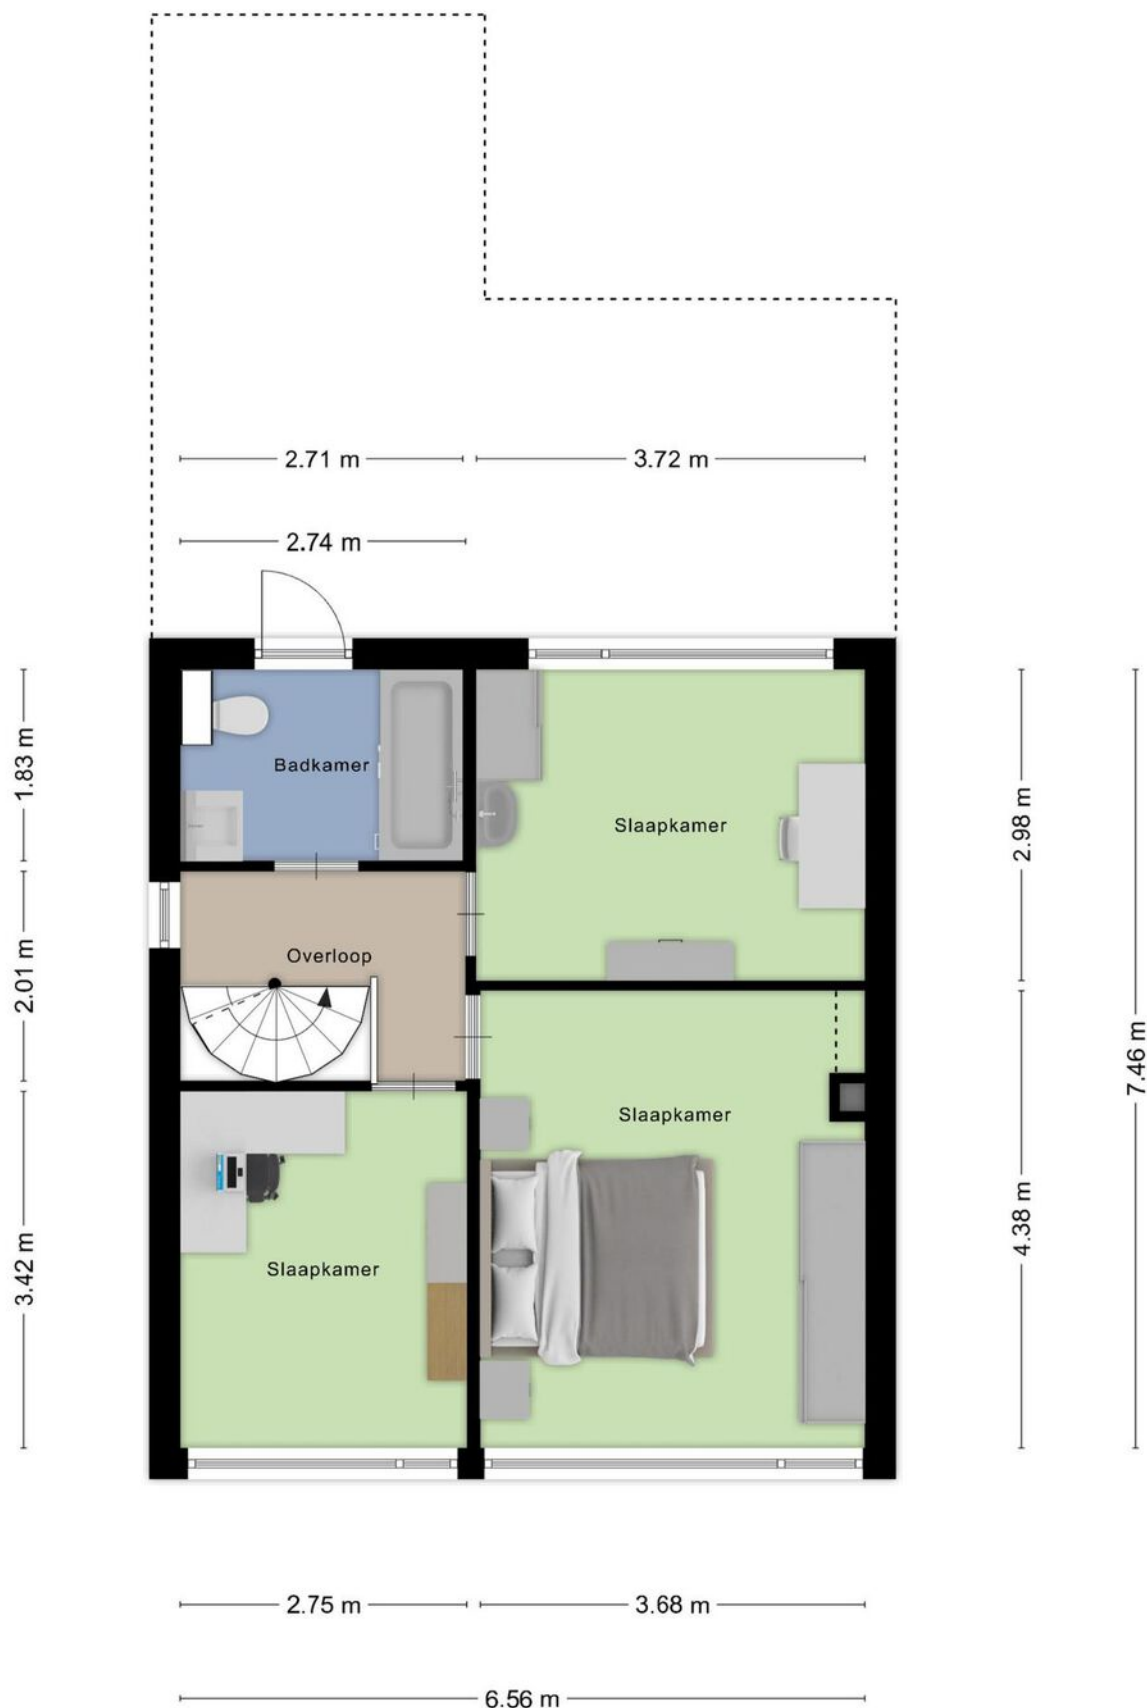 2.71 m
3.72 m
2.74 m
1.83 m
Badkamer
Slaapkamer
2.98 m
2.01 m
Overloop
7.46 m
Slaapkamer
4.38 m
3.42 m
Slaapkamer
2.75 m
3.68 m
6.56 m